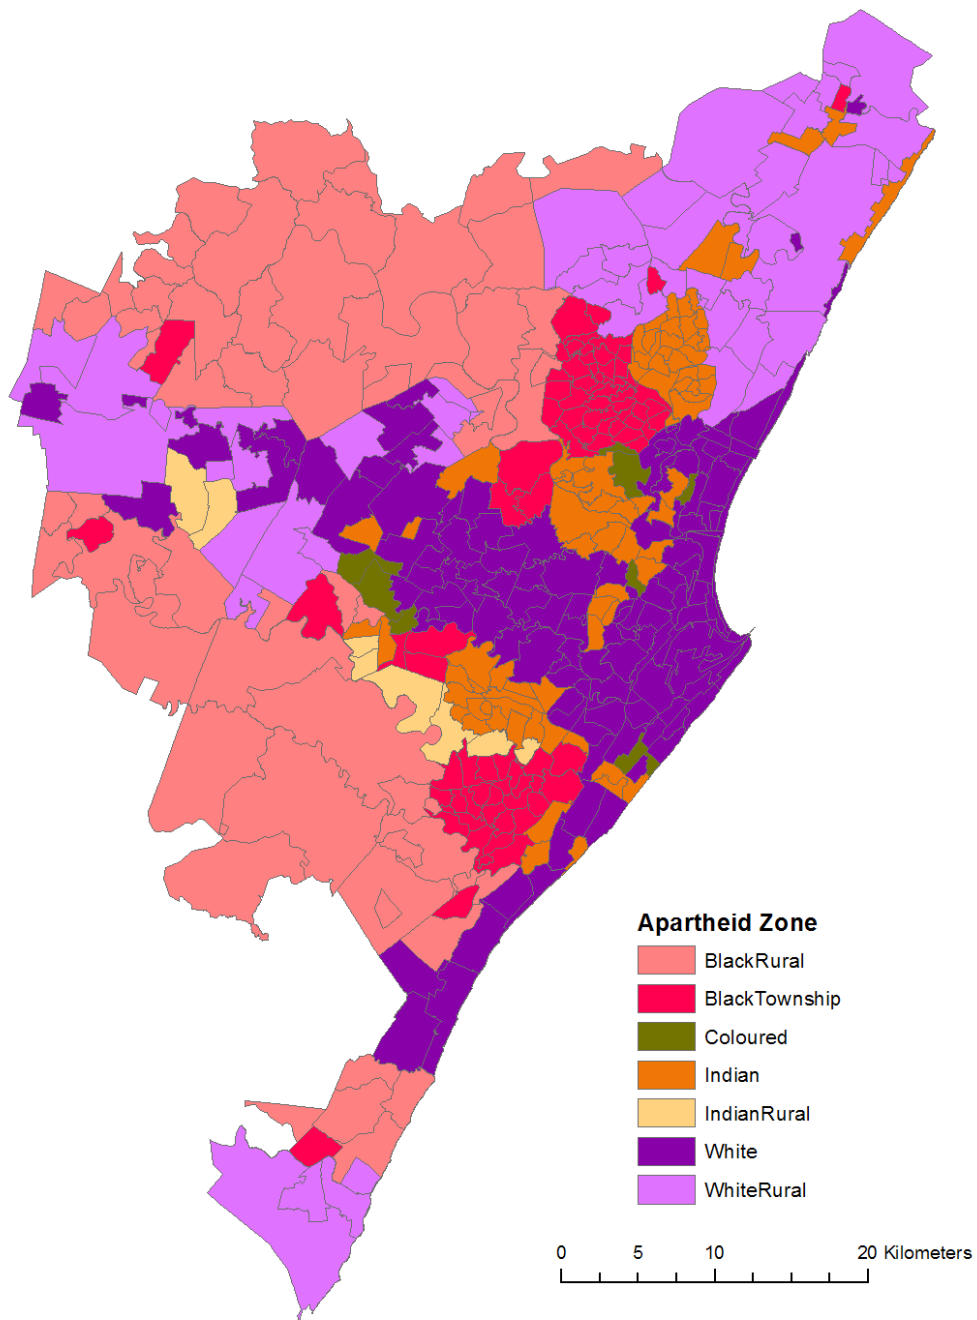 Apartheid Zone
BlackRural
BlackTownship
Coloured
Indian
IndianRural
White
WhiteRural
0 5 10 20 Kilometers